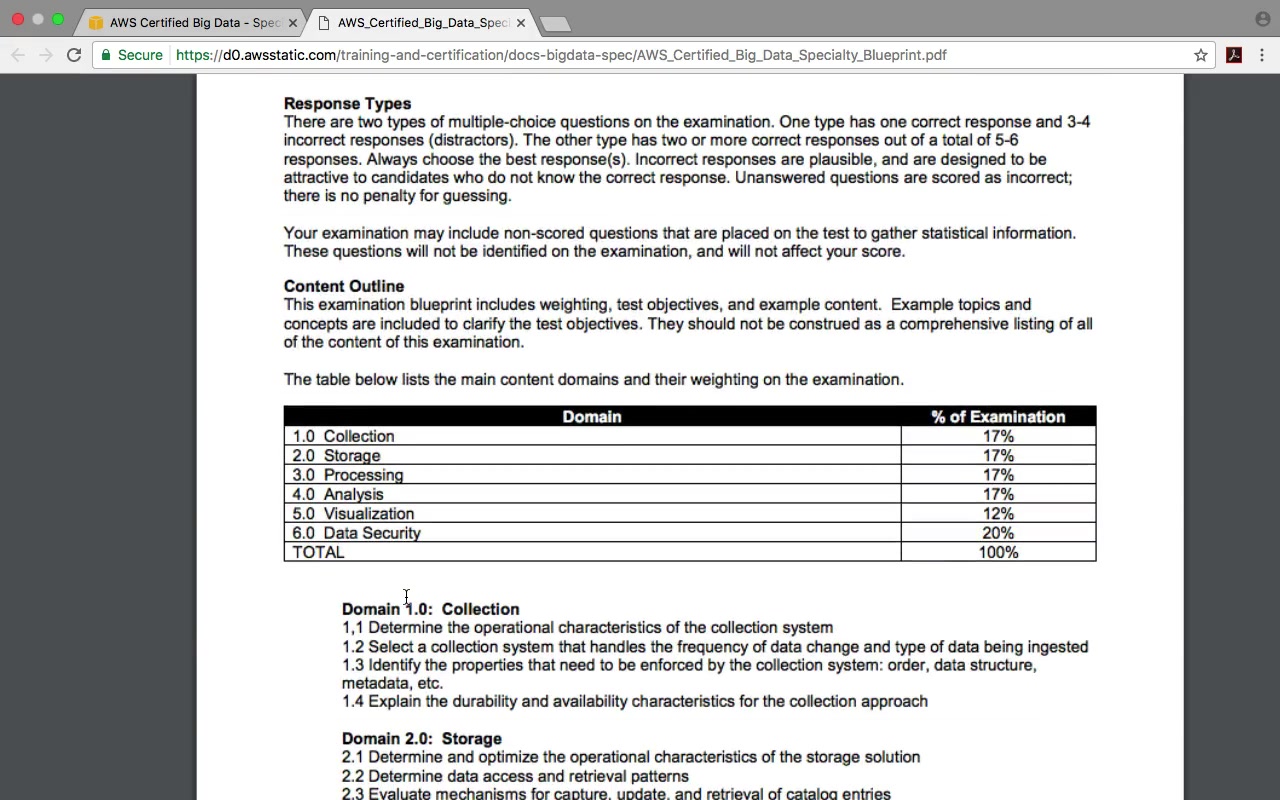 AWS Certified Big Data - Spec
AWS_Certified_Big_Data_Speci
Secure https://d0.awsstatic.com/training-and-certification/docs-bigdata-spec/AWS_Certified_Big_Data_Specialty_Blueprint.pdf
Response Types
There are two types of multiple-choice questions on the examination. One type has one correct response and 3-4
incorrect responses (distractors). The other type has two or more correct responses out of a total of 5-6
responses. Always choose the best response(s). Incorrect responses are plausible, and are designed to be
attractive to candidates who do not know the correct response. Unanswered questions are scored as incorrect;
there is no penalty for guessing.
Your examination may include non-scored questions that are placed on the test to gather statistical information.
These questions will not be identified on the examination, and will not affect your score.
Content Outline
This examination blueprint includes weighting, test objectives, and example content. Example topics and
concepts are included to clarify the test objectives. They should not be construed as a comprehensive listing of all
of the content of this examination.
The table below lists the main content domains and their weighting on the examination.
Domain % of Examination
1.0 Collection 17%
2.0 Storage 17%
3.0 Processing 17%
4.0 Analysis 17%
5.0 Visualization 12%
6.0 Data Security 20%
TOTAL 100%
Domain 1.0: Collection
1,1 Determine the operational characteristics of the collection system
1.2 Select a collection system that handles the frequency of data change and type of data being ingested
1.3 Identify the properties that need to be enforced by the collection system: order, data structure,
metadata, etc.
1.4 Explain the durability and availability characteristics for the collection approach
Domain 2.0: Storage
2.1 Determine and optimize the operational characteristics of the storage solution
2.2 Determine data access and retrieval patterns
2.3 Evaluate mechanisms for capture, update, and retrieval of catalog entries